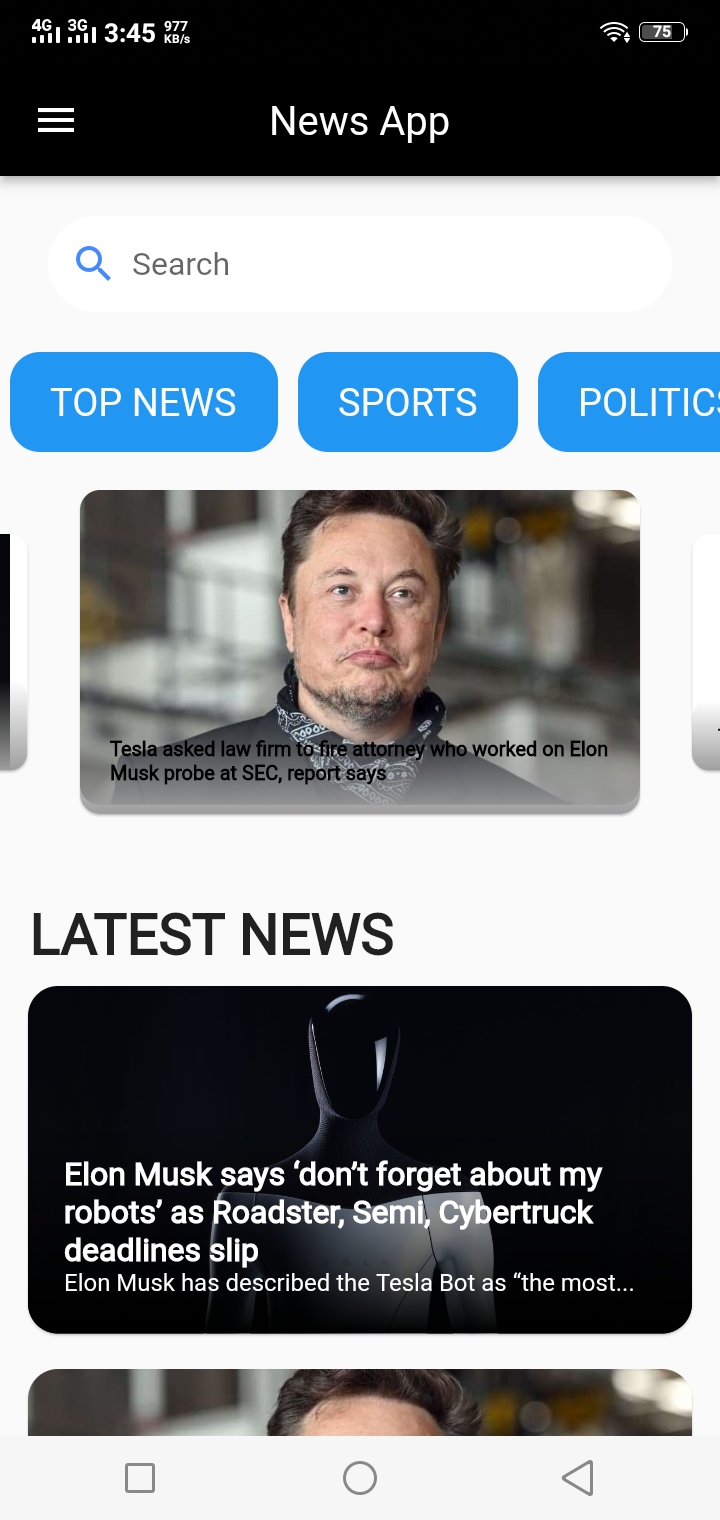 4G 3G 3:45 977 KB/s 75
News App
Search
TOP NEWS SPORTS POLITICS
Tesla asked law firm to fire attorney who worked on Elon
Musk probe at SEC, report says
LATEST NEWS
Elon Musk says ‘don’t forget about my
robots’ as Roadster, Semi, Cybertruck
deadlines slip
Elon Musk has described the Tesla Bot as “the most...